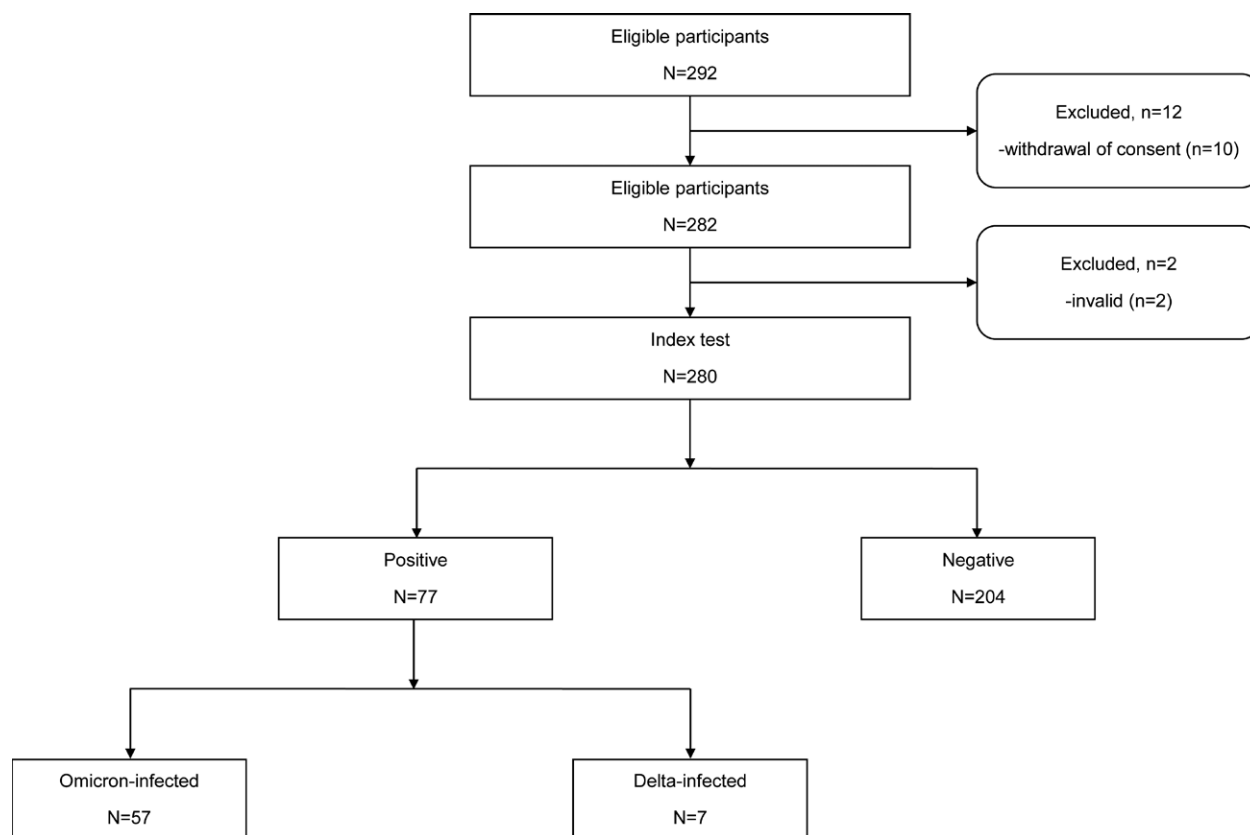 Eligible participants
N=292
Excluded, n=12
-withdrawal of consent (n=10)
Eligible participants
N=282
Excluded, n=2
-invalid (n=2)
Index test
N=280
Positive
N=77
Negative
N=204
Omicron-infected
N=57
Delta-infected
N=7